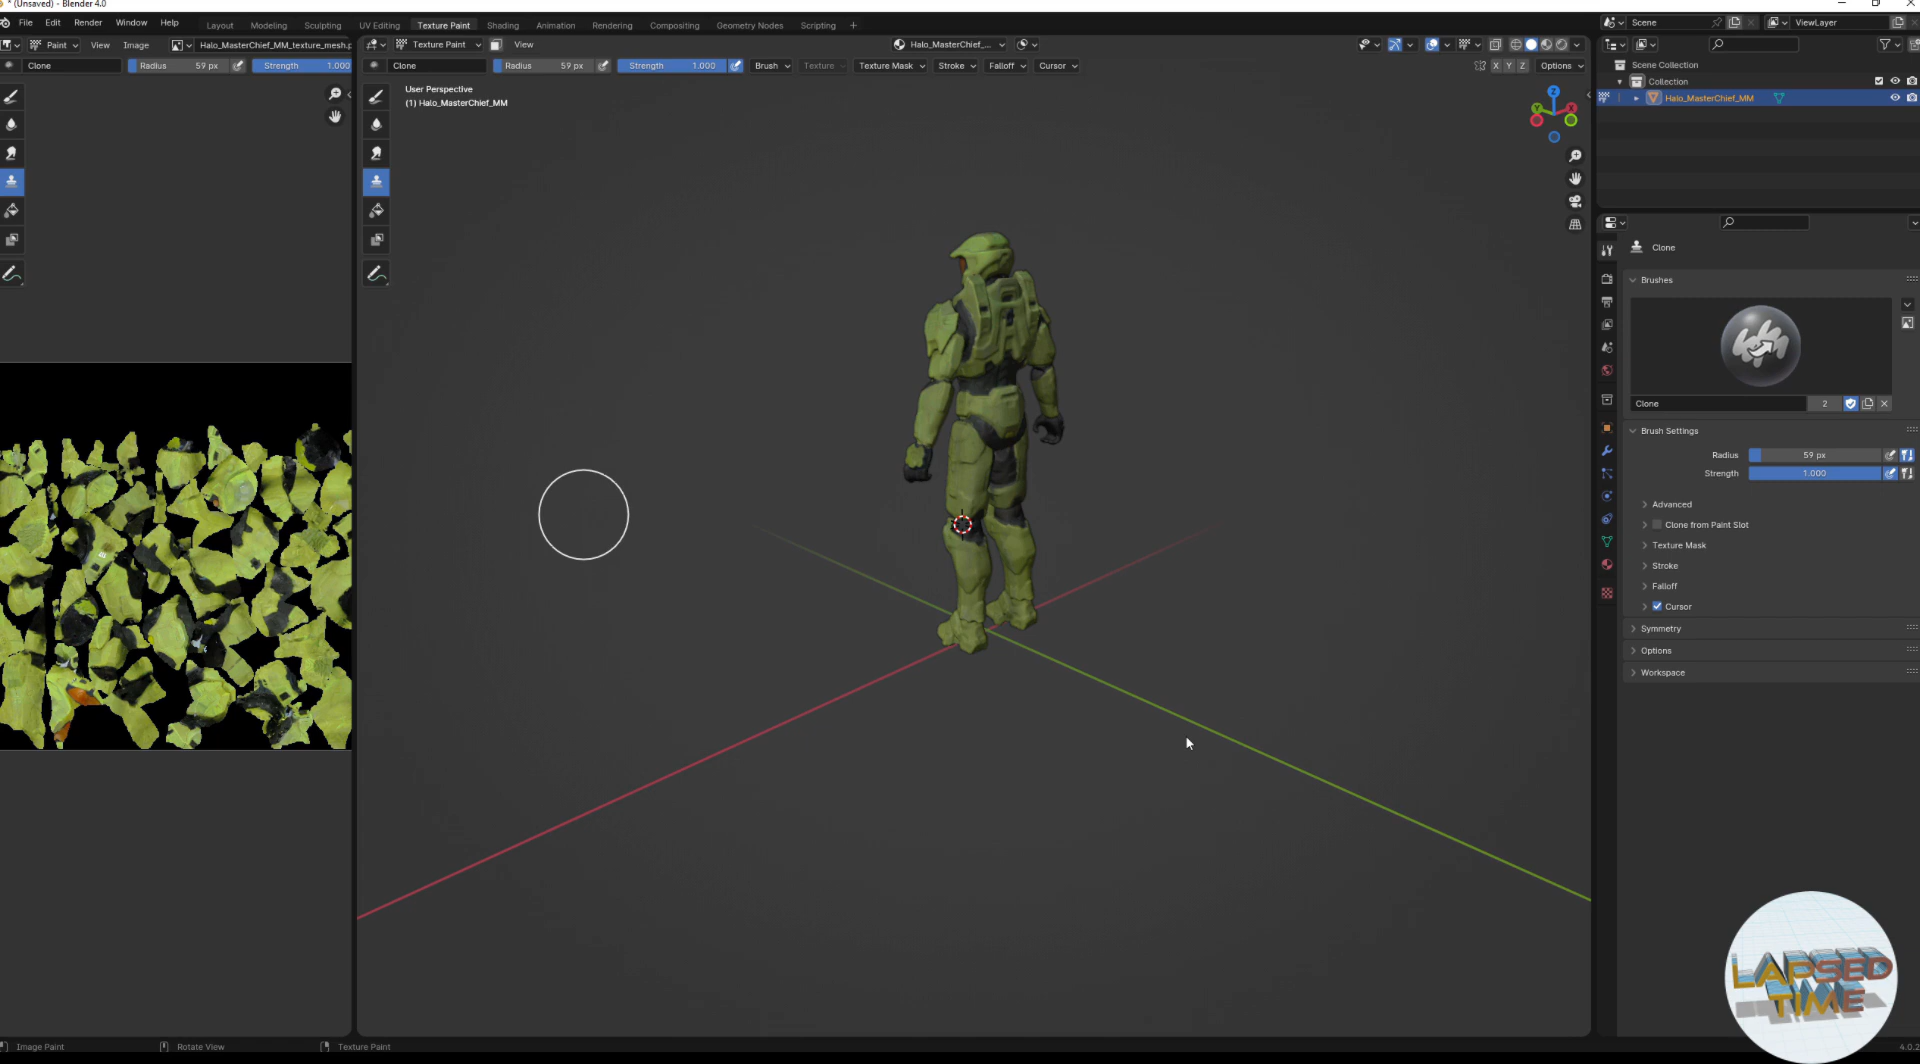 * (Unsaved) - Blender 4.0
File Edit Render Window Help Layout Modeling Sculpting UV Editing Texture Paint Shading Animation Rendering Compositing Geometry Nodes Scripting + Scene ViewLayer
Paint View Image Halo_MasterChief_MM_texture_mesh.p Texture Paint View Halo_MasterChief_...
Clone Radius 59 px Strength 1.000 Clone Radius 59 px Strength 1.000 Brush Texture Texture Mask Stroke Falloff Cursor X Y Z Options
Scene Collection
Collection
Halo_MasterChief_MM
User Perspective
(1) Halo_MasterChief_MM
Z
Y X
Clone
Brushes
Clone 2
Brush Settings
Radius 59 px
Strength 1.000
Advanced
Clone from Paint Slot
Texture Mask
Stroke
Falloff
Cursor
Symmetry
Options
Workspace
LAPSED
TIME
Image Paint Rotate View Texture Paint 4.0.2